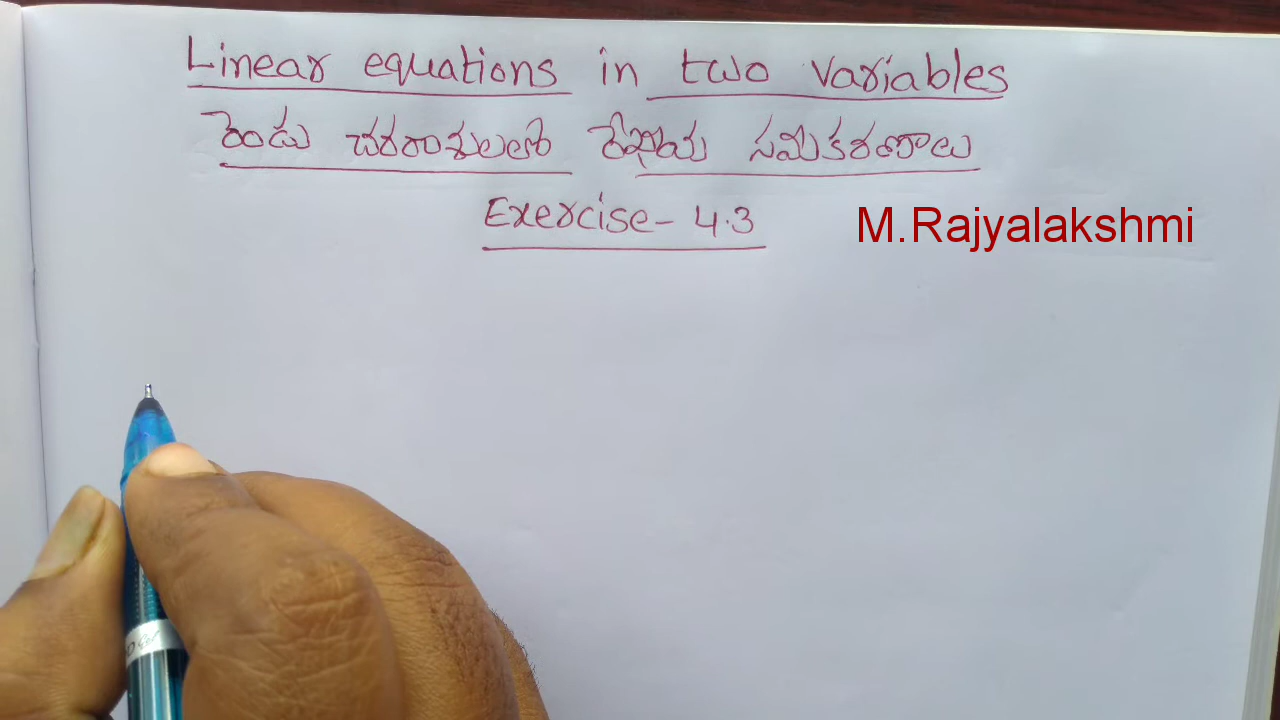 Linear equations in two variables
రెండు చరరాశులలో రేఖీయ సమీకరణాలు
Exercise- 4.3
M.Rajyalakshmi